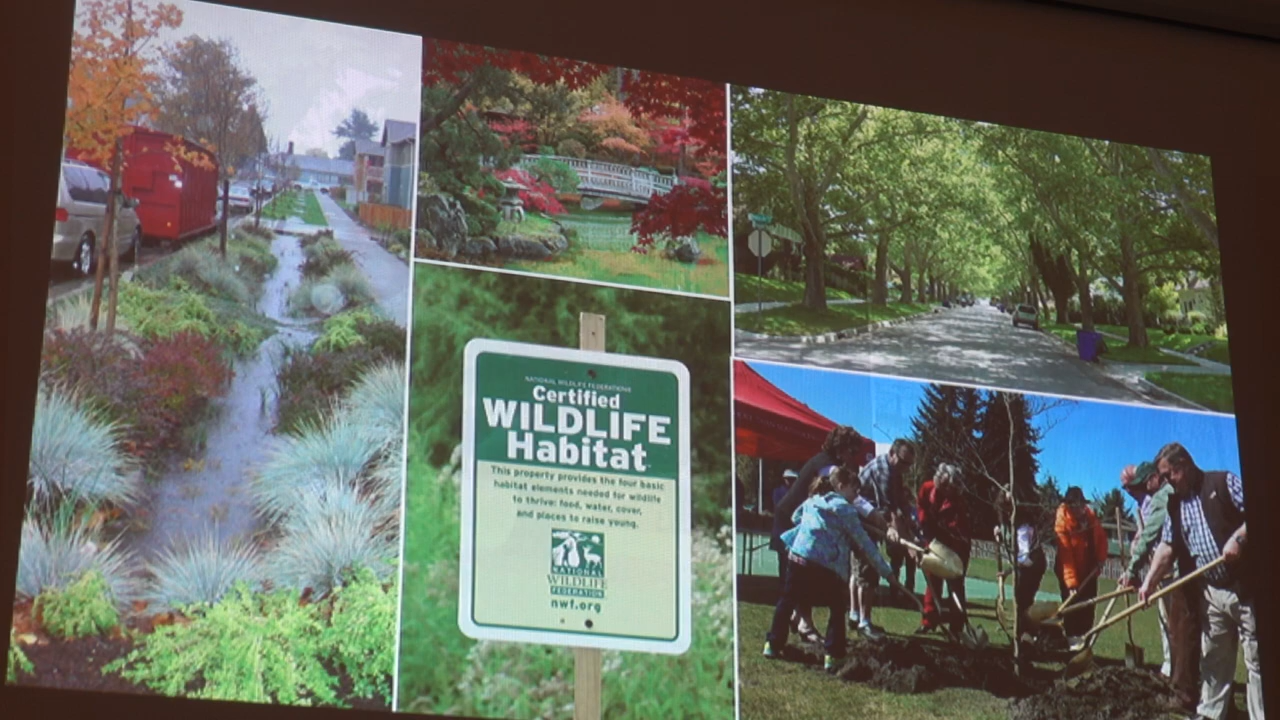 NATIONAL WILDLIFE FEDERATION®
Certified
WILDLIFE
Habitat
This property provides the four basic
habitat elements needed for wildlife
to thrive: food, water, cover,
and places to raise young.
NATIONAL
WILDLIFE
FEDERATION
nwf.org